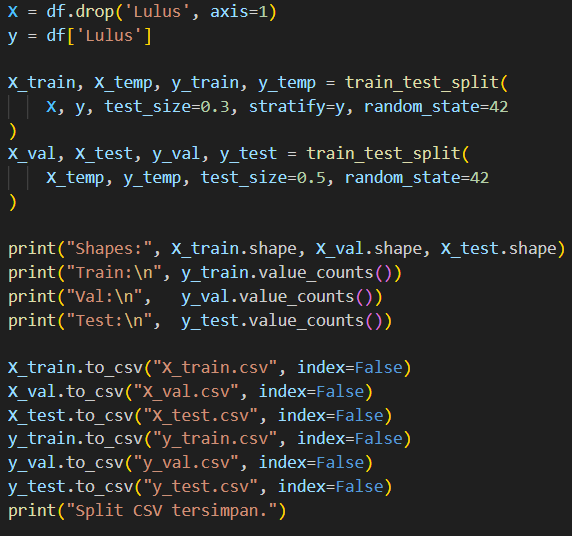 X = df.drop('Lulus', axis=1)
y = df['Lulus']
X_train, X_temp, y_train, y_temp = train_test_split(
    X, y, test_size=0.3, stratify=y, random_state=42
)
X_val, X_test, y_val, y_test = train_test_split(
    X_temp, y_temp, test_size=0.5, random_state=42
)
print("Shapes:", X_train.shape, X_val.shape, X_test.shape)
print("Train:\n", y_train.value_counts())
print("Val:\n",   y_val.value_counts())
print("Test:\n",  y_test.value_counts())
X_train.to_csv("X_train.csv", index=False)
X_val.to_csv("X_val.csv", index=False)
X_test.to_csv("X_test.csv", index=False)
y_train.to_csv("y_train.csv", index=False)
y_val.to_csv("y_val.csv", index=False)
y_test.to_csv("y_test.csv", index=False)
print("Split CSV tersimpan.")